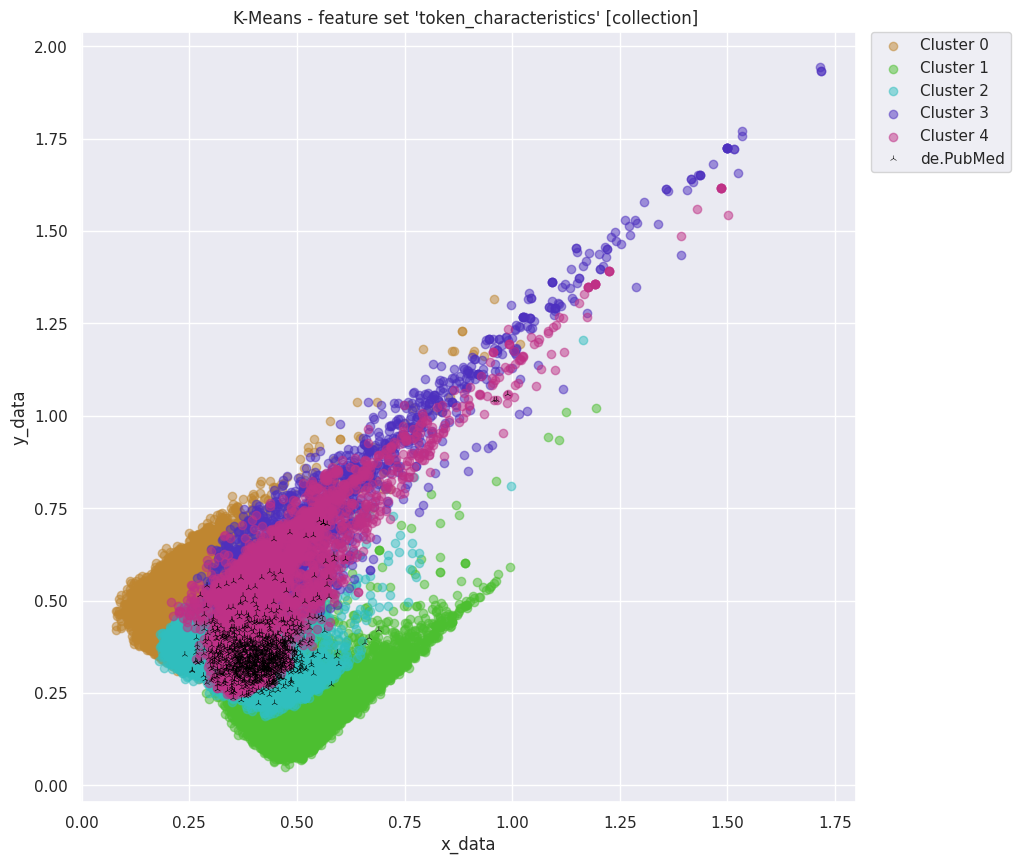 K-Means - feature set 'token_characteristics' [collection]
Cluster 0
Cluster 1
Cluster 2
Cluster 3
Cluster 4
de.PubMed
y_data
2.00
1.75
1.50
1.25
1.00
0.75
0.50
0.25
0.00
0.00 0.25 0.50 0.75 1.00 1.25 1.50 1.75
x_data